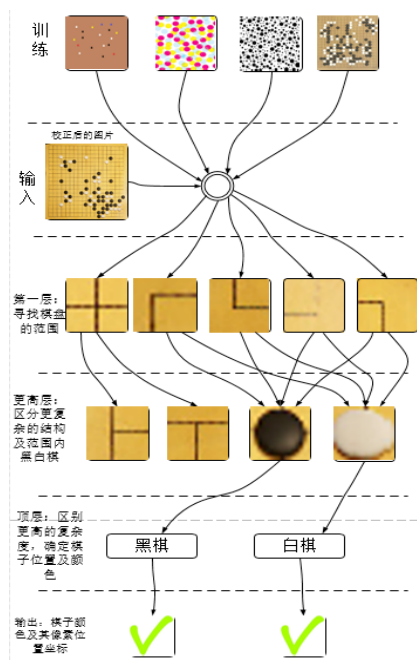 训
练
校正后的图片
输
入
第一层：
寻找棋盘
的范围
更高层：
区分更复
杂的结构
及范围内
黑白棋
顶层：区别
更高的复杂
度，确定棋
子位置及颜
色
黑棋
白棋
输出：棋子颜
色及其像素位
置坐标